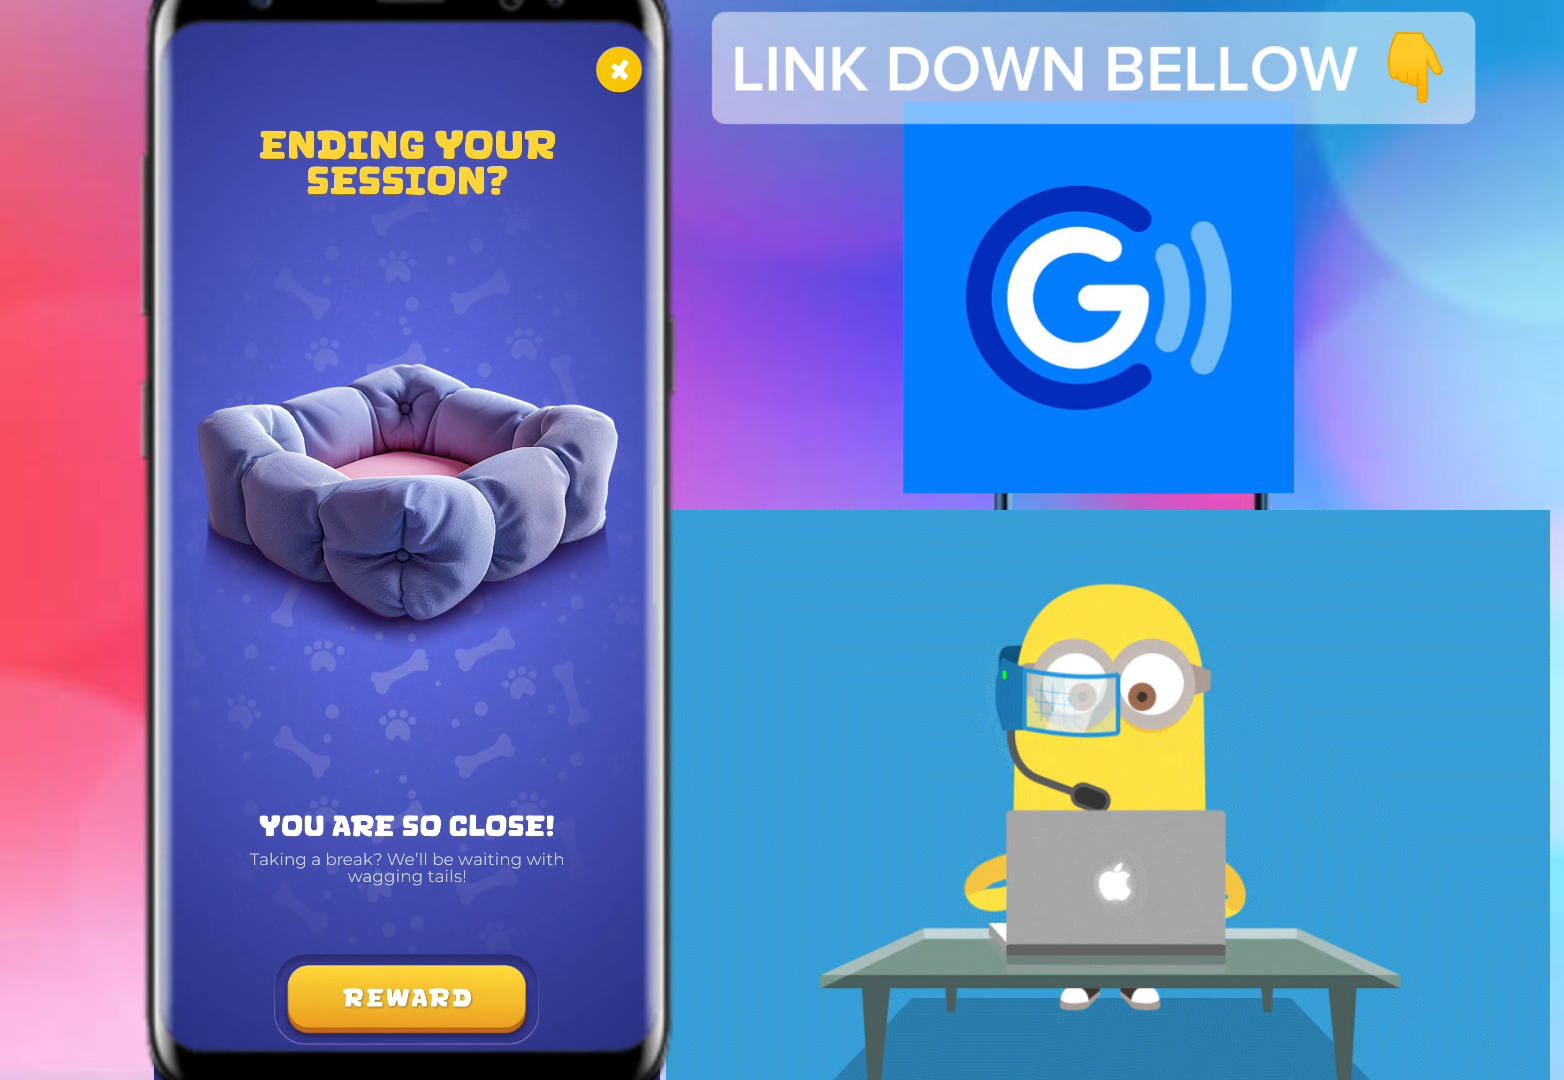 ENDING YOUR
SESSION?
YOU ARE SO CLOSE!
Taking a break? We'll be waiting with
wagging tails!
REWARD
LINK DOWN BELLOW 👇
G